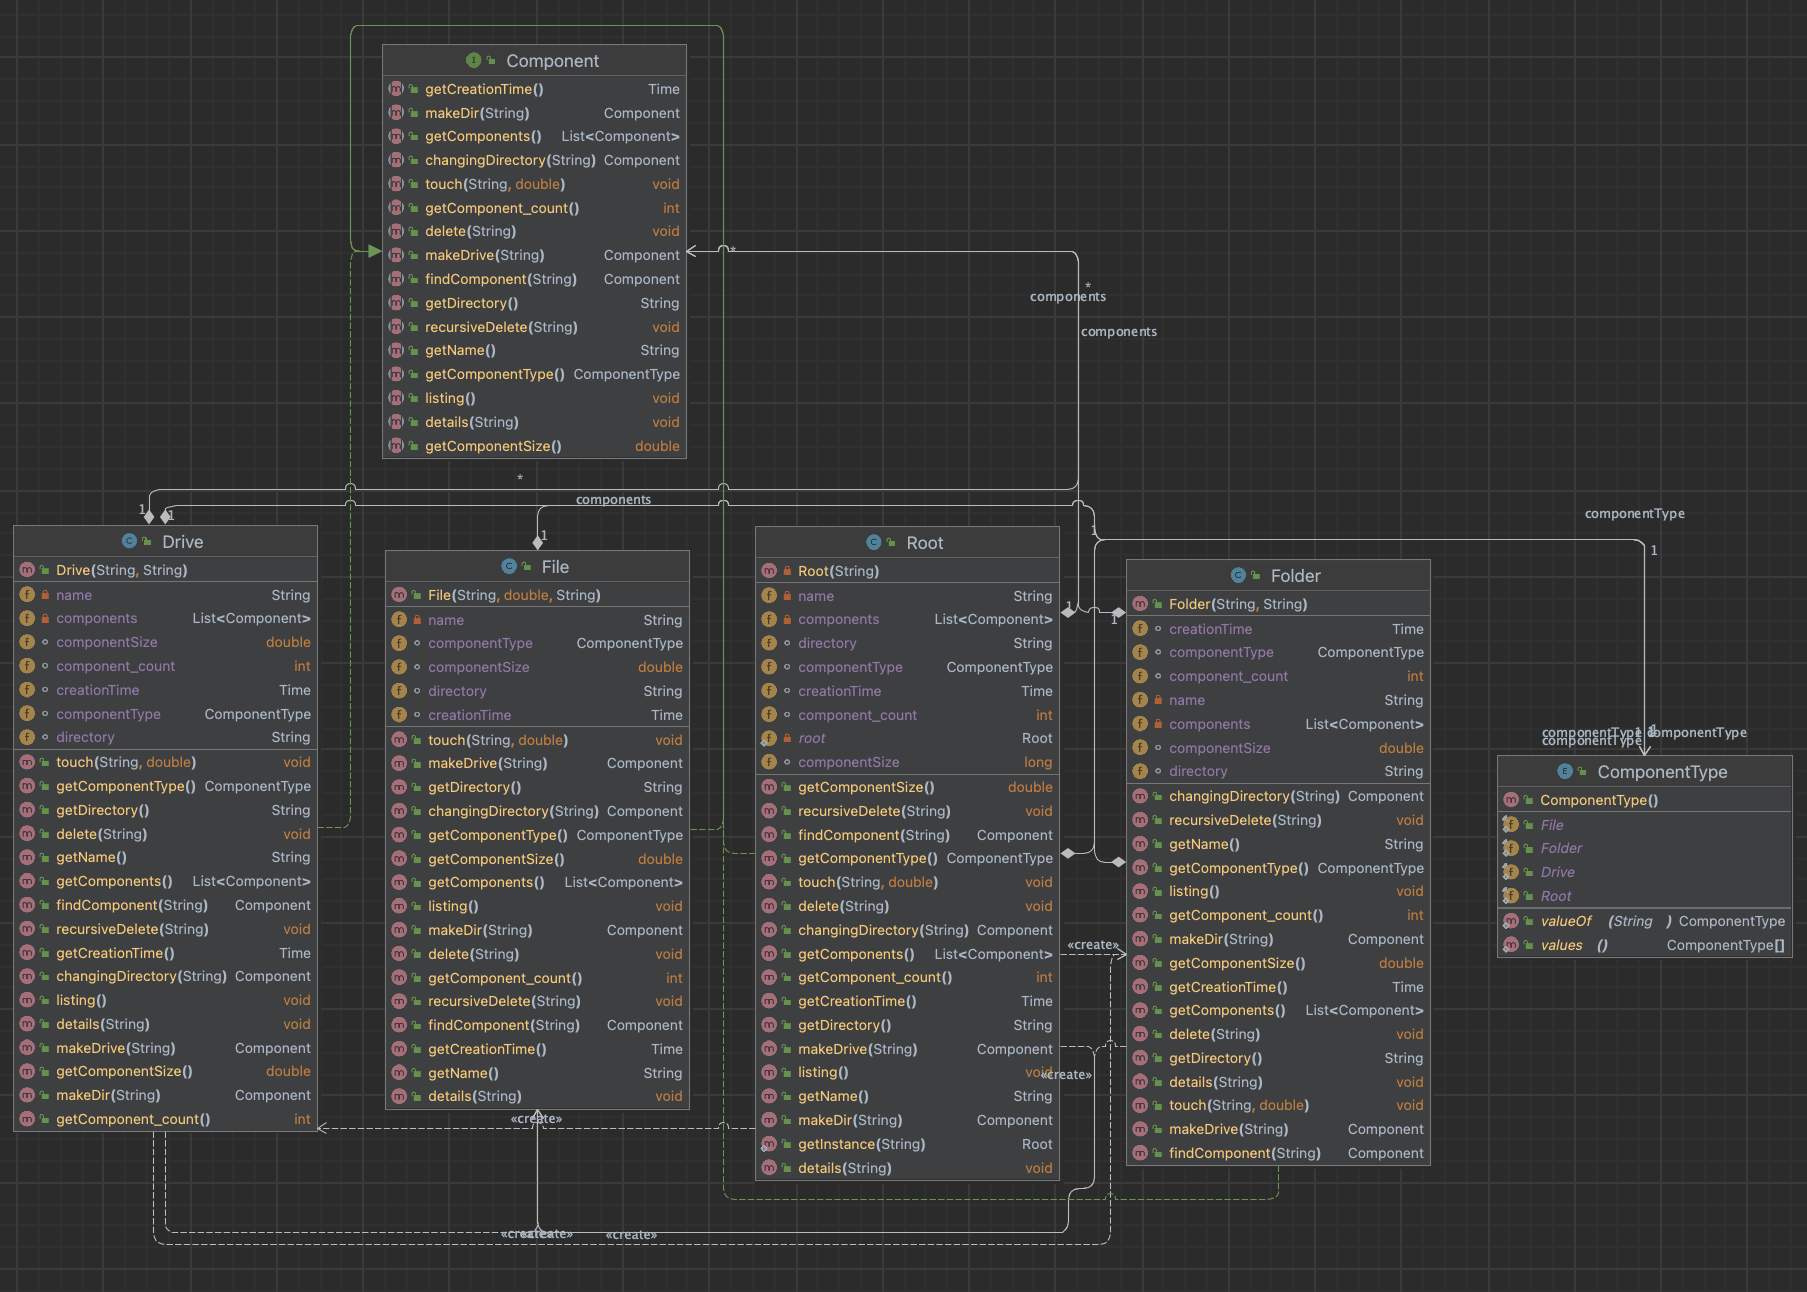 Component
getCreationTime() Time
makeDir(String) Component
getComponents() List<Component>
changingDirectory(String) Component
touch(String, double) void
getComponent_count() int
delete(String) void
makeDrive(String) Component
findComponent(String) Component
getDirectory() String
recursiveDelete(String) void
getName() String
getComponentType() ComponentType
listing() void
details(String) void
getComponentSize() double
*
*
components
components
*
components
1
1
1
1
componentType
1
Drive
Drive(String, String)
name String
components List<Component>
componentSize double
component_count int
creationTime Time
componentType ComponentType
directory String
touch(String, double) void
getComponentType() ComponentType
getDirectory() String
delete(String) void
getName() String
getComponents() List<Component>
findComponent(String) Component
recursiveDelete(String) void
getCreationTime() Time
changingDirectory(String) Component
listing() void
details(String) void
makeDrive(String) Component
getComponentSize() double
makeDir(String) Component
getComponent_count() int
File
File(String, double, String)
name String
componentType ComponentType
componentSize double
directory String
creationTime Time
touch(String, double) void
makeDrive(String) Component
getDirectory() String
changingDirectory(String) Component
getComponentType() ComponentType
getComponentSize() double
getComponents() List<Component>
listing() void
makeDir(String) Component
delete(String) void
getComponent_count() int
recursiveDelete(String) void
findComponent(String) Component
getCreationTime() Time
getName() String
details(String) void
Root
Root(String)
name String
components List<Component>
directory String
componentType ComponentType
creationTime Time
component_count int
root Root
componentSize long
getComponentSize() double
recursiveDelete(String) void
findComponent(String) Component
getComponentType() ComponentType
touch(String, double) void
delete(String) void
changingDirectory(String) Component
getComponents() List<Component>
getComponent_count() int
getCreationTime() Time
getDirectory() String
makeDrive(String) Component
listing() void
getName() String
makeDir(String) Component
getInstance(String) Root
details(String) void
1
1
Folder
Folder(String, String)
creationTime Time
componentType ComponentType
component_count int
name String
components List<Component>
componentSize double
directory String
changingDirectory(String) Component
recursiveDelete(String) void
getName() String
getComponentType() ComponentType
listing() void
getComponent_count() int
makeDir(String) Component
getComponentSize() double
getCreationTime() Time
getComponents() List<Component>
delete(String) void
getDirectory() String
details(String) void
touch(String, double) void
makeDrive(String) Component
findComponent(String) Component
componentType 1 1 componentType
componentType
ComponentType
ComponentType()
File
Folder
Drive
Root
valueOf (String ) ComponentType
values () ComponentType[]
«create»
«create»
«create»
«create»